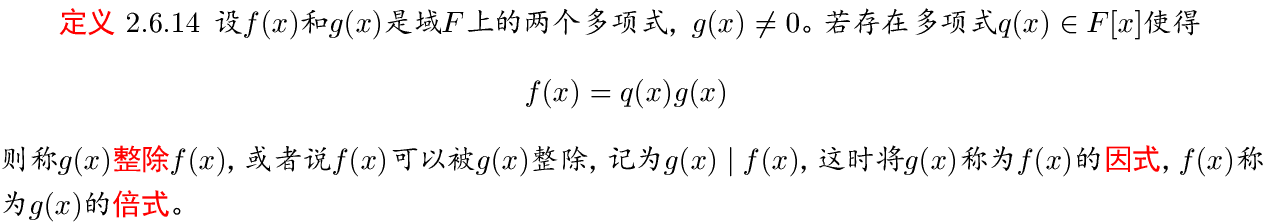 定义 2.6.14 设f(x)和g(x)是域F上的两个多项式, g(x) ≠ 0。若存在多项式q(x) ∈ F[x]使得
f(x) = q(x)g(x)
则称g(x)整除f(x), 或者说f(x)可以被g(x)整除, 记为g(x) | f(x), 这时将g(x)称为f(x)的因式, f(x)称
为g(x)的倍式。